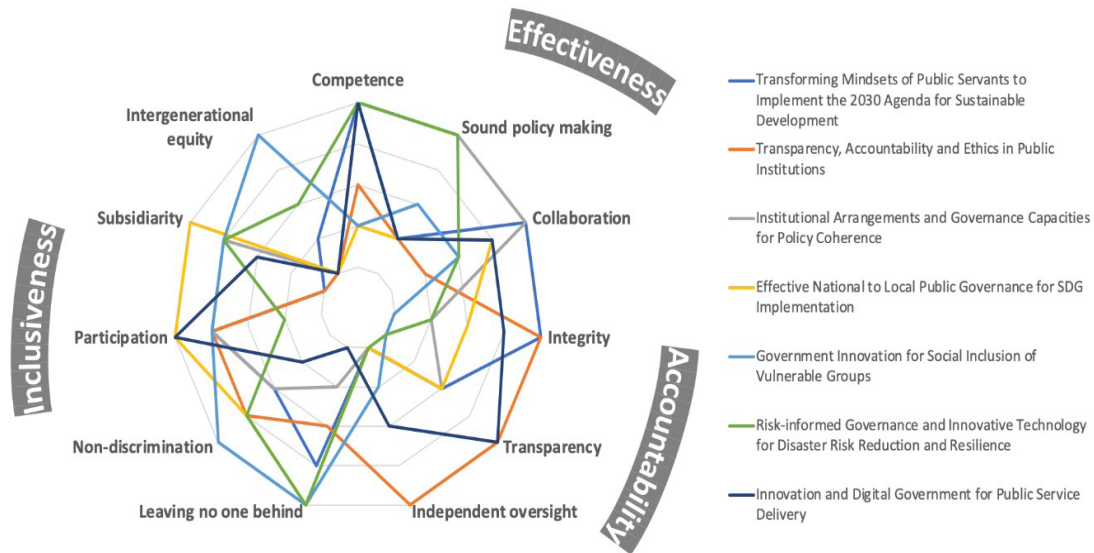 Effectiveness
Competence
Intergenerational
equity
Sound policy making
Subsidiarity
Collaboration
Inclusiveness
Participation
Integrity
Accountability
Non-discrimination
Transparency
Leaving no one behind
Independent oversight
Transforming Mindsets of Public Servants to
Implement the 2030 Agenda for Sustainable
Development
Transparency, Accountability and Ethics in Public
Institutions
Institutional Arrangements and Governance Capacities
for Policy Coherence
Effective National to Local Public Governance for SDG
Implementation
Government Innovation for Social Inclusion of
Vulnerable Groups
Risk-informed Governance and Innovative Technology
for Disaster Risk Reduction and Resilience
Innovation and Digital Government for Public Service
Delivery